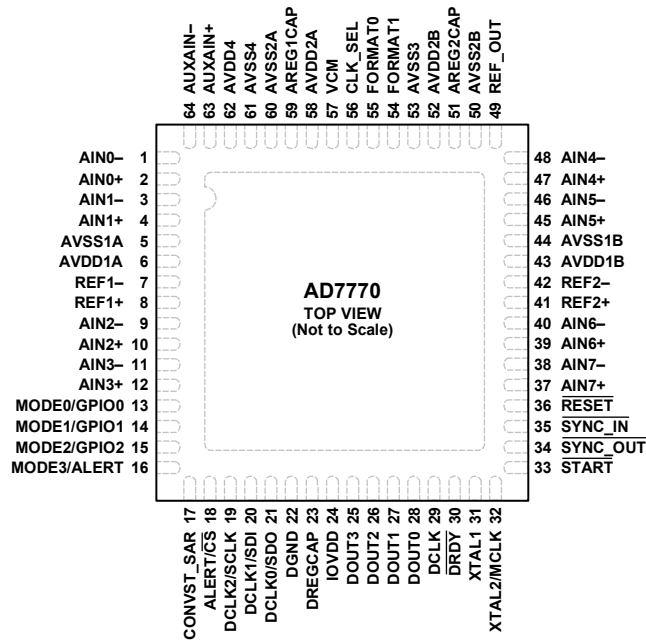 64 AUXAIN–
63 AUXAIN+
62 AVDD4
61 AVSS4
60 AVSS2A
59 AREG1CAP
58 AVDD2A
57 VCM
56 CLK_SEL
55 FORMAT0
54 FORMAT1
53 AVSS3
52 AVDD2B
51 AREG2CAP
50 AVSS2B
49 REF_OUT
AIN0– 1
AIN0+ 2
AIN1– 3
AIN1+ 4
AVSS1A 5
AVDD1A 6
REF1– 7
REF1+ 8
AIN2– 9
AIN2+ 10
AIN3– 11
AIN3+ 12
MODE0/GPIO0 13
MODE1/GPIO1 14
MODE2/GPIO2 15
MODE3/ALERT 16
AD7770
TOP VIEW
(Not to Scale)
48 AIN4–
47 AIN4+
46 AIN5–
45 AIN5+
44 AVSS1B
43 AVDD1B
42 REF2–
41 REF2+
40 AIN6–
39 AIN6+
38 AIN7–
37 AIN7+
36 RESET
35 SYNC_IN
34 SYNC_OUT
33 START
CONVST_SAR 17
ALERT/CS 18
DCLK2/SCLK 19
DCLK1/SDI 20
DCLK0/SDO 21
DGND 22
DREGCAP 23
IOVDD 24
DOUT3 25
DOUT2 26
DOUT1 27
DOUT0 28
DCLK 29
DRDY 30
XTAL1 31
XTAL2/MCLK 32